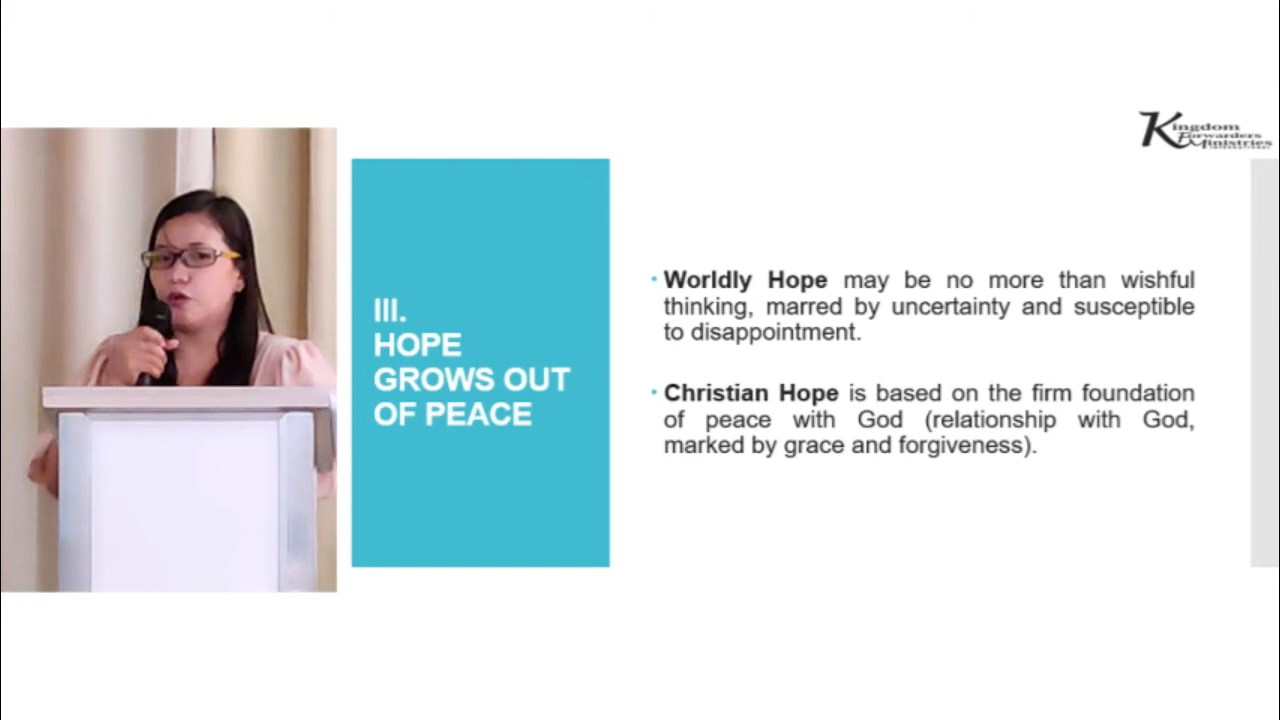 Kingdom
Forwarders
Ministries
INTERNATIONAL
III.
HOPE
GROWS OUT
OF PEACE
• Worldly Hope may be no more than wishful
thinking, marred by uncertainty and susceptible
to disappointment.
• Christian Hope is based on the firm foundation
of peace with God (relationship with God,
marked by grace and forgiveness).